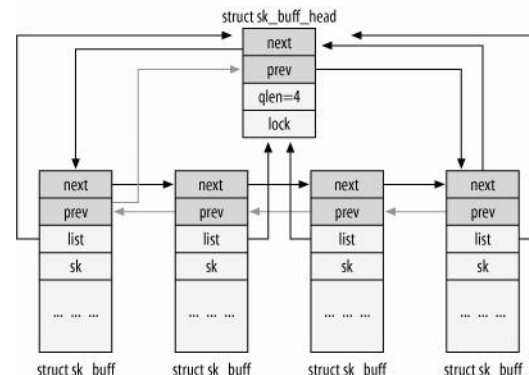 struct sk_buff_head
next
prev
qlen=4
lock
next next next next
prev prev prev prev
list list list list
sk sk sk sk
... ... ... ... ... ... ... ... ... ... ... ...
struct sk_buff struct sk_buff struct sk_buff struct sk_buff